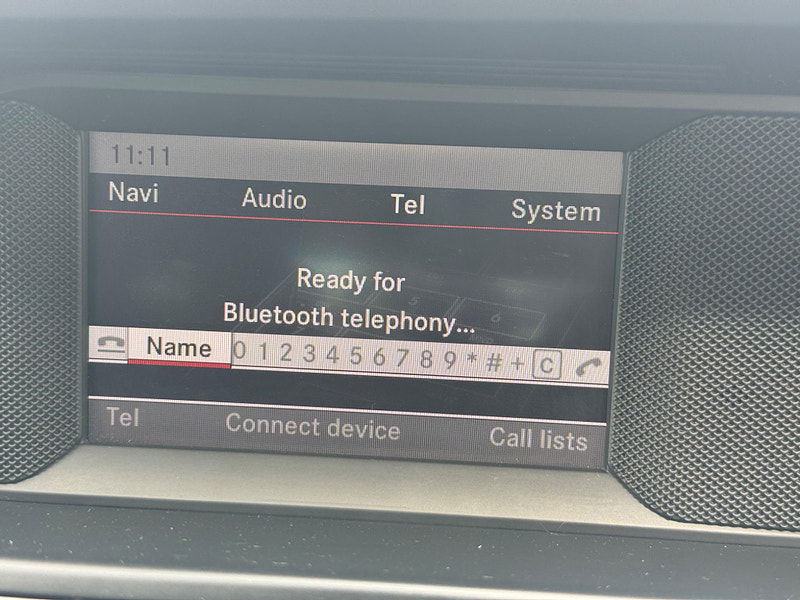 11:11
Navi Audio Tel System
Ready for
Bluetooth telephony...
Name 0 1 2 3 4 5 6 7 8 9 * # + C
Tel Connect device Call lists